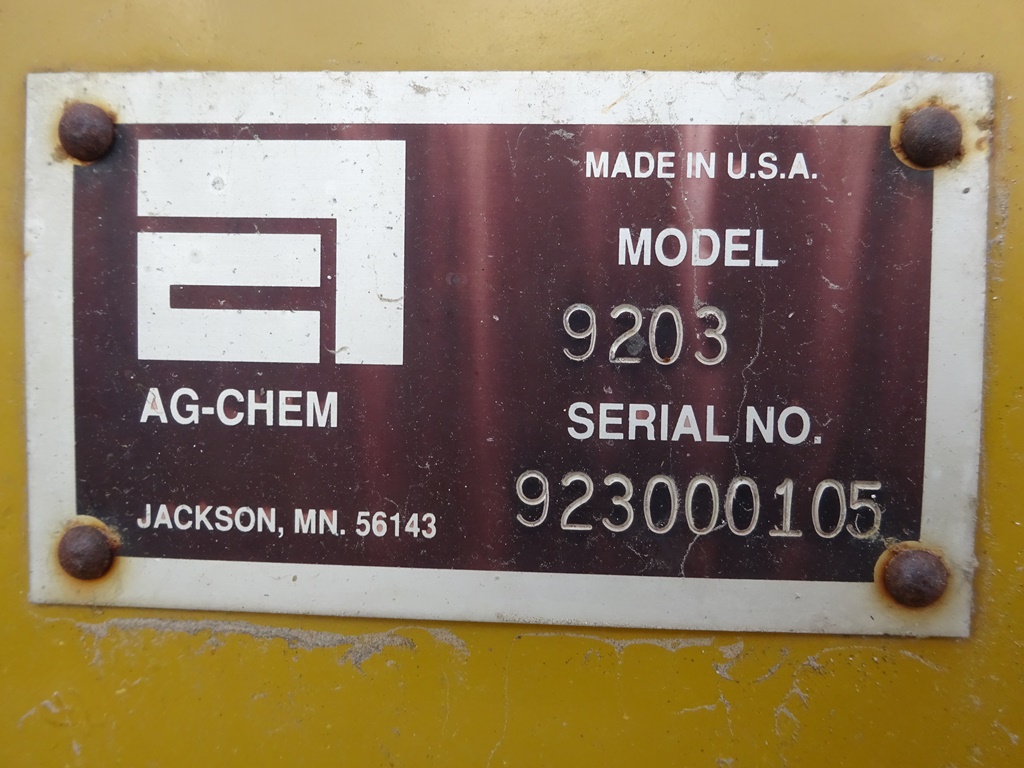 MADE IN U.S.A.
MODEL
9203
AG-CHEM
SERIAL NO.
923000105
JACKSON, MN. 56143